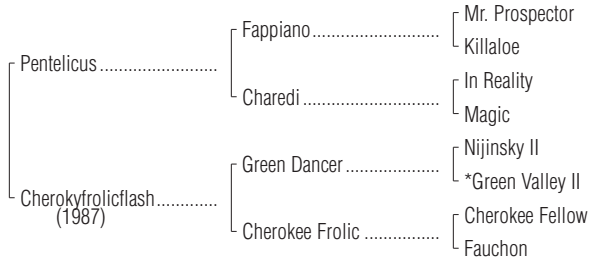 Mr. Prospector
Fappiano
Killaloe
Pentelicus
In Reality
Charedi
Magic
Nijinsky II
Green Dancer
*Green Valley II
Cherokyfrolicflash
(1987)
Cherokee Fellow
Cherokee Frolic
Fauchon